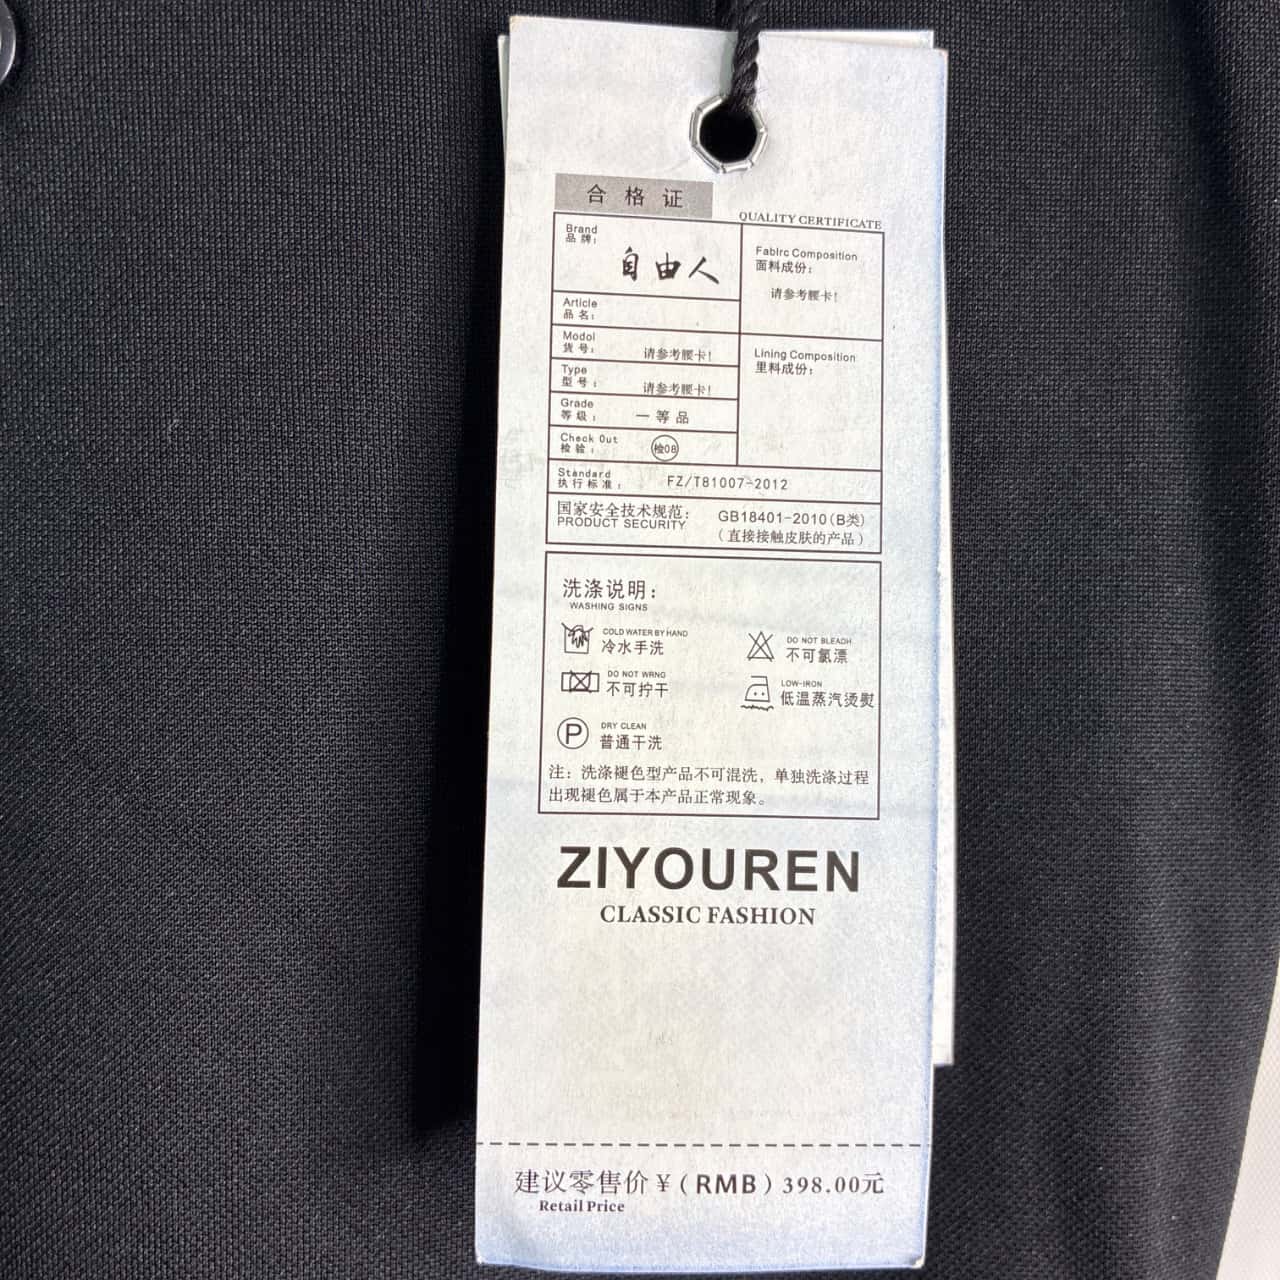 合格证
QUALITY CERTIFICATE
Brand
品牌：
自由人
Fabirc Composition
面料成份：
请参考腰卡！
Article
品名：
Modol
货号：
请参考腰卡！
Lining Composition
里料成份：
Type
型号：
请参考腰卡！
Grade
等级：
一等品
Check Out
检验：
检08
Standard
执行标准：
FZ/T81007-2012
国家安全技术规范：
PRODUCT SECURITY
GB18401-2010(B类)
（直接接触皮肤的产品）
洗涤说明：
WASHING SIGNS
COLD WATER BY HAND
冷水手洗
DO NOT BLEADH
不可氯漂
DO NOT WRNG
不可拧干
LOW-IRON
低温蒸汽烫熨
P
DRY CLEAN
普通干洗
注：洗涤褪色型产品不可混洗，单独洗涤过程
出现褪色属于本产品正常现象。
ZIYOUREN
CLASSIC FASHION
建议零售价￥(RMB) 398.00元
Retail Price